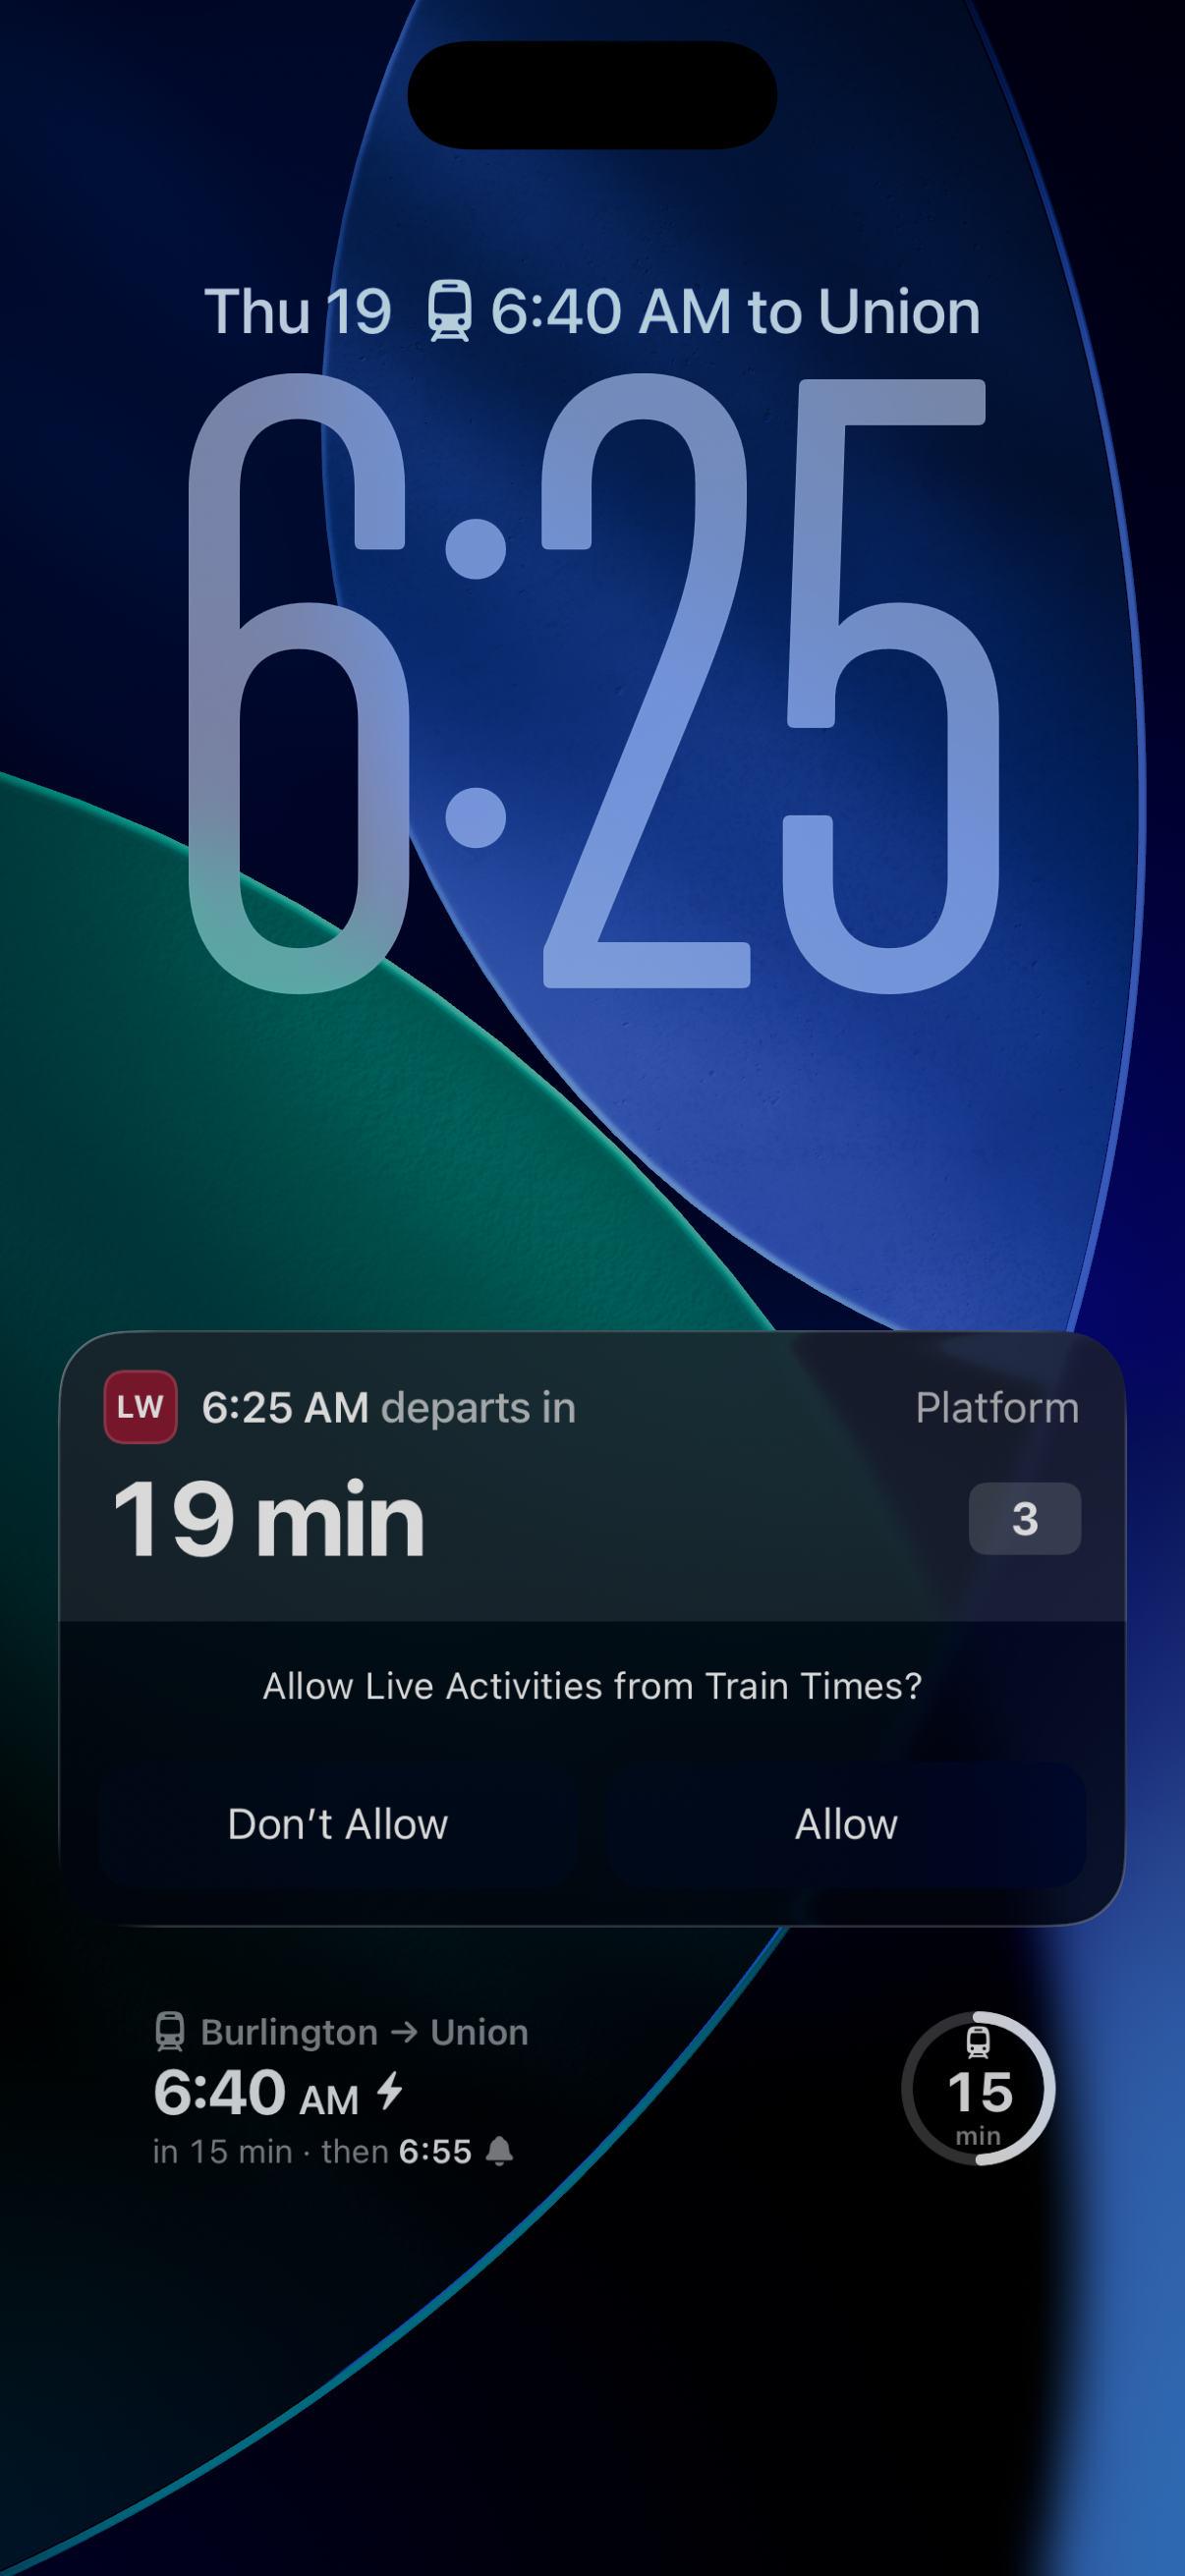 Thu 19 6:40 AM to Union
6:25
LW 6:25 AM departs in Platform
19 min 3
Allow Live Activities from Train Times?
Don’t Allow Allow
Burlington → Union
6:40 AM
in 15 min · then 6:55
15
min